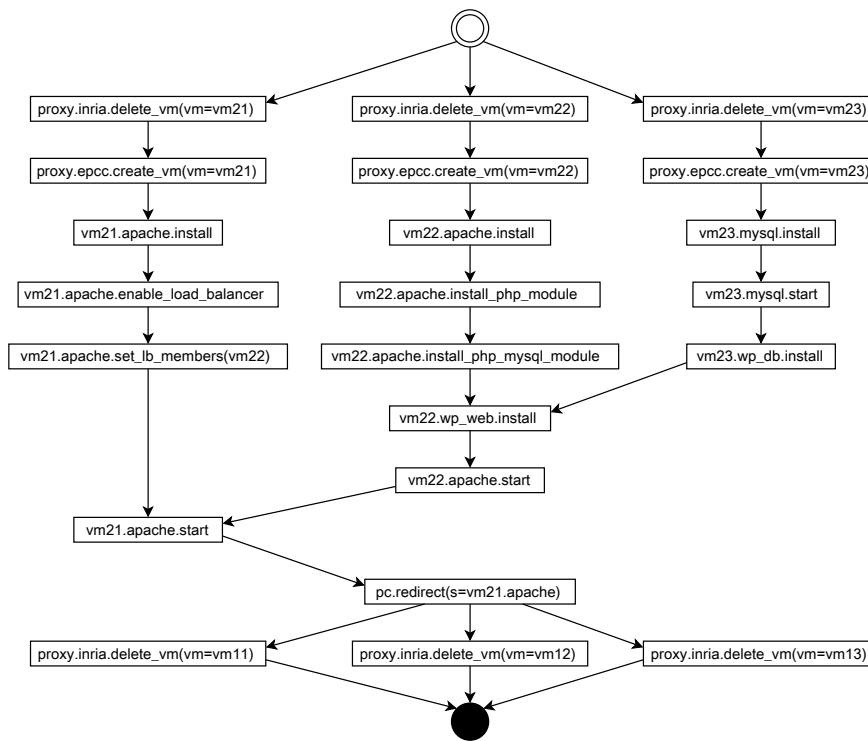 proxy.inria.delete_vm(vm=vm21)
proxy.inria.delete_vm(vm=vm22)
proxy.inria.delete_vm(vm=vm23)
proxy.epcc.create_vm(vm=vm21)
proxy.epcc.create_vm(vm=vm22)
proxy.epcc.create_vm(vm=vm23)
vm21.apache.install
vm22.apache.install
vm23.mysql.install
vm21.apache.enable_load_balancer
vm22.apache.install_php_module
vm23.mysql.start
vm21.apache.set_lb_members(vm22)
vm22.apache.install_php_mysql_module
vm23.wp_db.install
vm22.wp_web.install
vm22.apache.start
vm21.apache.start
pc.redirect(s=vm21.apache)
proxy.inria.delete_vm(vm=vm11)
proxy.inria.delete_vm(vm=vm12)
proxy.inria.delete_vm(vm=vm13)